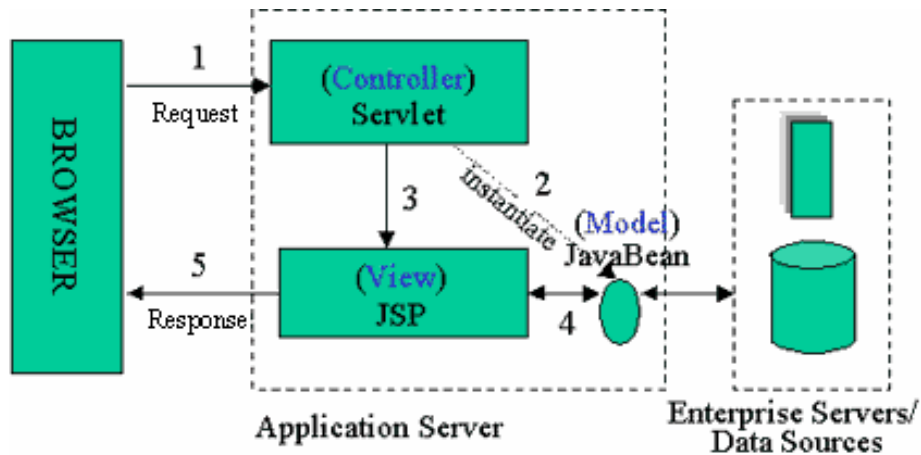 BROWSER
1
Request
(Controller)
Servlet
2
instantiate
3
(Model)
JavaBean
(View)
JSP
4
5
Response
Application Server
Enterprise Servers/
Data Sources